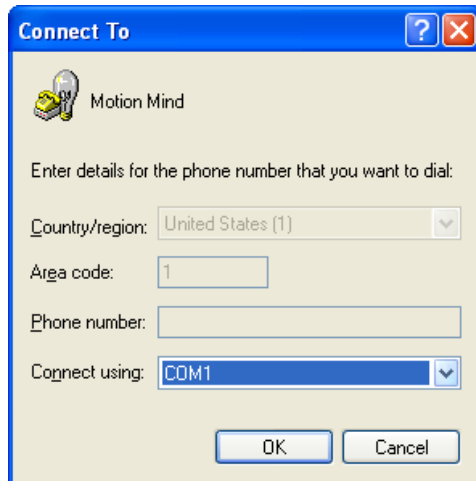 Connect To
Motion Mind
Enter details for the phone number that you want to dial:
Country/region: United States (1)
Area code: 1
Phone number:
Connect using: COM1
OK Cancel